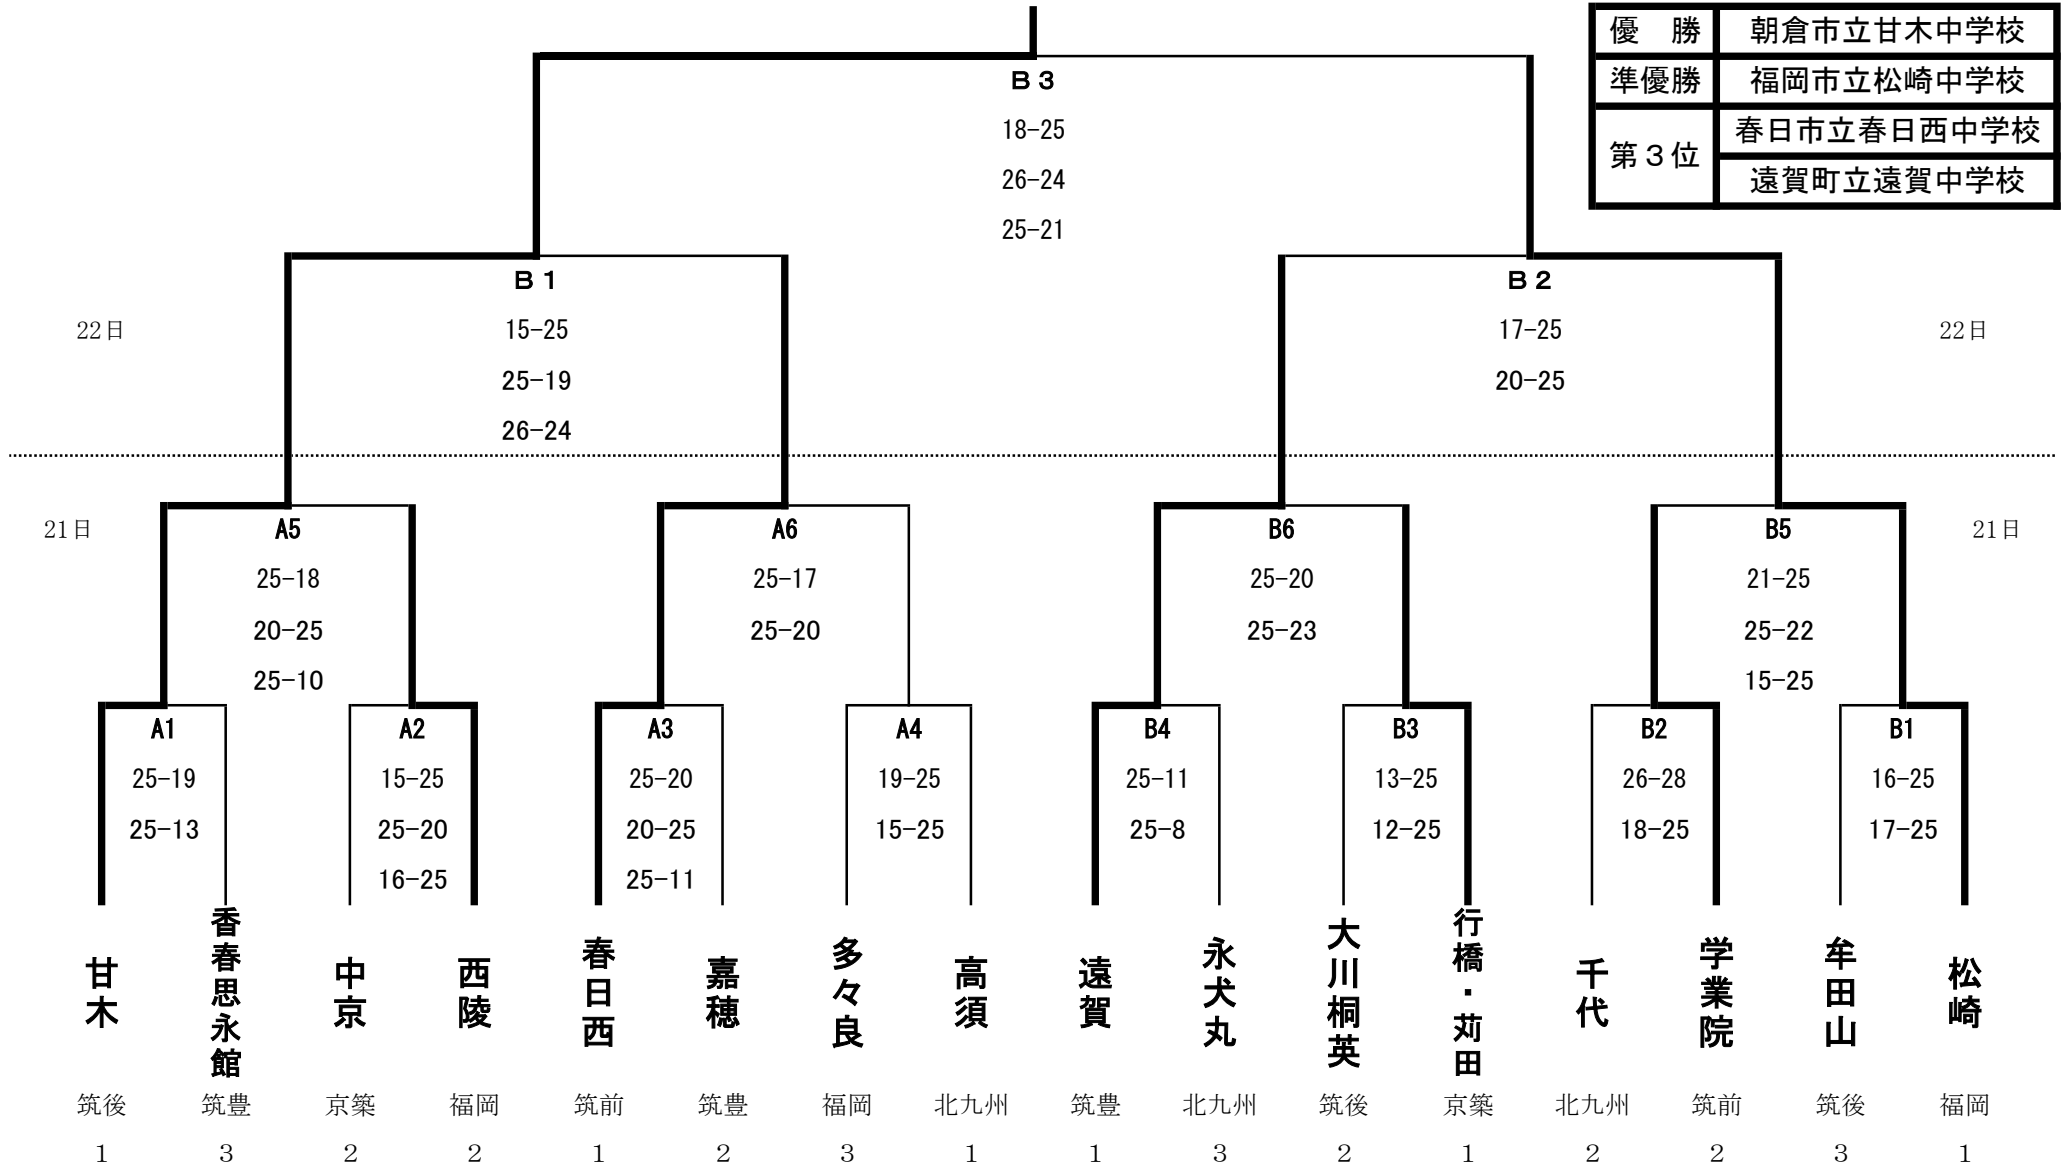 優　勝 朝倉市立甘木中学校
準優勝 福岡市立松崎中学校
第３位 春日市立春日西中学校
遠賀町立遠賀中学校
Ｂ３
18-25
26-24
25-21
22日
Ｂ１
15-25
25-19
26-24
Ｂ２
17-25
20-25
22日
21日
A5
25-18
20-25
25-10
A6
25-17
25-20
B6
25-20
25-23
B5
21-25
25-22
15-25
21日
A1
25-19
25-13
A2
15-25
25-20
16-25
A3
25-20
20-25
25-11
A4
19-25
15-25
B4
25-11
25-8
B3
13-25
12-25
B2
26-28
18-25
B1
16-25
17-25
甘木
香春思永館
中京
西陵
春日西
嘉穂
多々良
高須
遠賀
永犬丸
大川桐英
行橋・苅田
千代
学業院
牟田山
松崎
筑後 筑豊 京築 福岡 筑前 筑豊 福岡 北九州 筑豊 北九州 筑後 京築 北九州 筑前 筑後 福岡
1 3 2 2 1 2 3 1 1 3 2 1 2 2 3 1